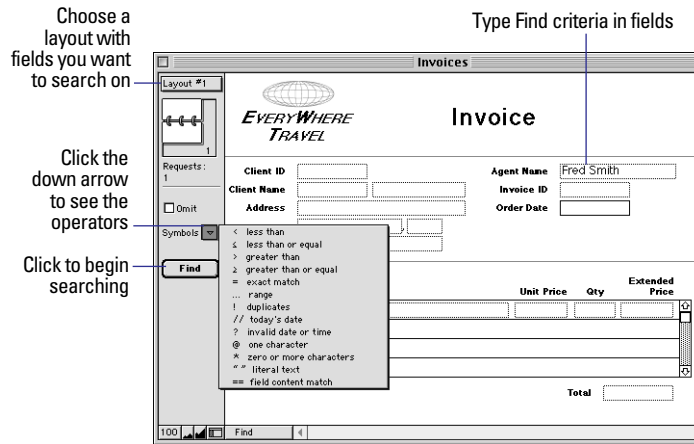 Choose a
layout with
fields you want
to search on
Type Find criteria in fields
Invoices
Layout #1
1
Requests:
1
Omit
Symbols
Click the
down arrow
to see the
operators
Find
Click to begin
searching
EVERYWHERE
TRAVEL
Invoice
Client ID
Agent Name Fred Smith
Client Name
Invoice ID
Address
Order Date
,
< less than
≤ less than or equal
> greater than
≥ greater than or equal
= exact match
... range
! duplicates
// today's date
? invalid date or time
@ one character
* zero or more characters
" " literal text
== field content match
Unit Price Qty Extended
Price
Total
100 Find